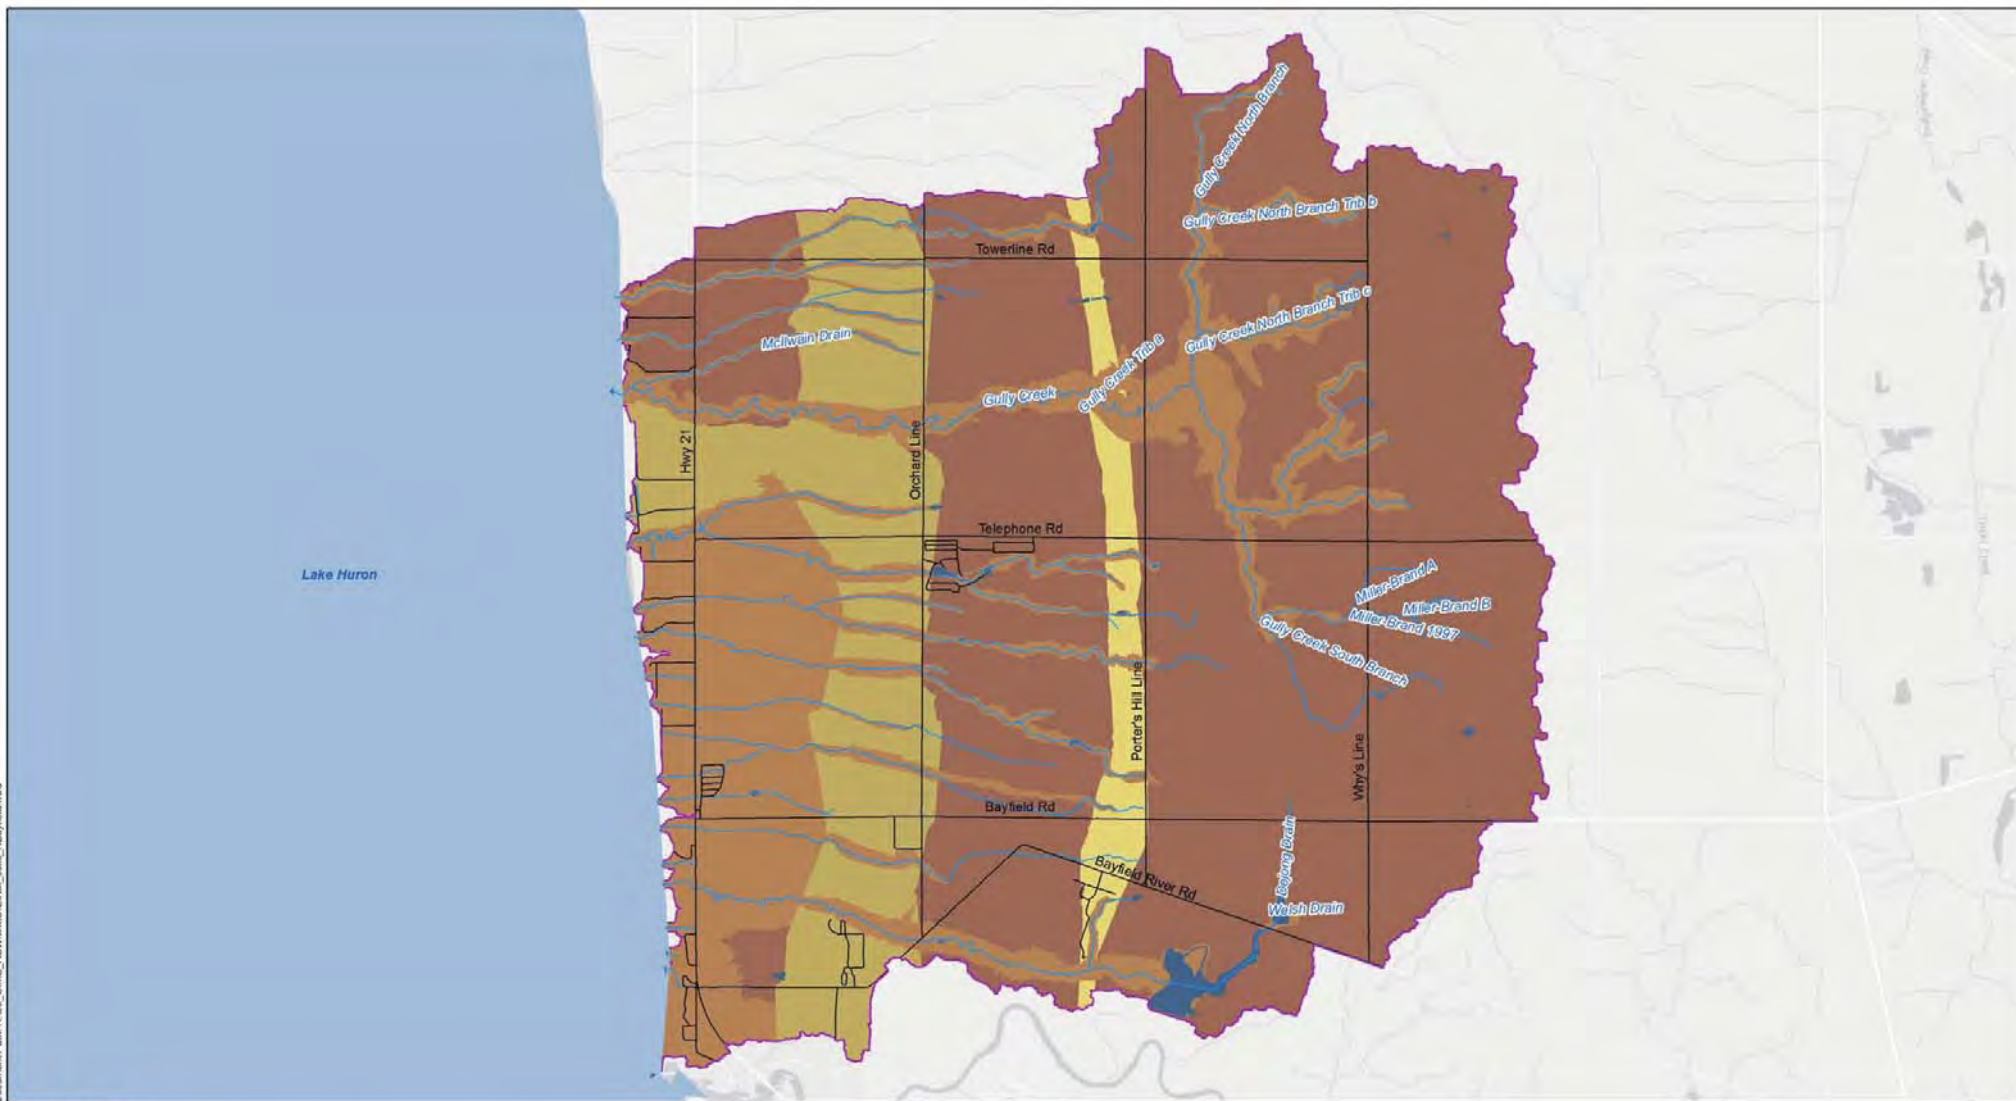 Gully Creek North Branch
Gully Creek North Branch Trib b
Towerline Rd
Gully Creek North Branch Trib c
McIlwain Drain
Gully Creek
Gully Creek Trib a
Hwy 21
Orchard Line
Telephone Rd
Lake Huron
Miller-Brand A
Miller-Brand B
Miller-Brand 1997
Gully Creek South Branch
Porter's Hill Line
Why's Line
Bayfield Rd
Dejong Drain
Bayfield River Rd
Welsh Drain